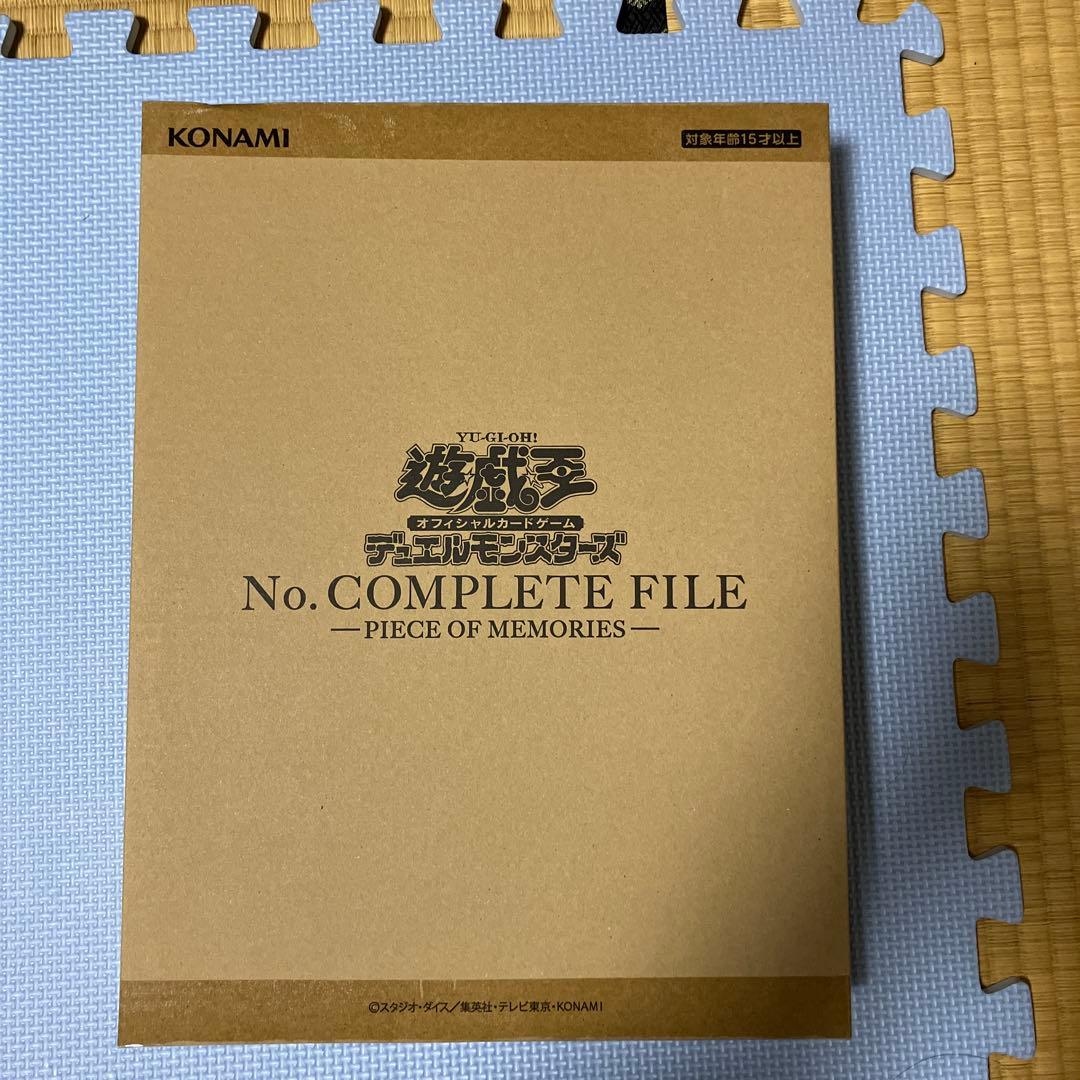 KONAMI
対象年齢15才以上
YU-GI-OH!
遊戯王
オフィシャルカードゲーム
デュエルモンスターズ
No. COMPLETE FILE
—PIECE OF MEMORIES—
©スタジオ・ダイス/集英社・テレビ東京・KONAMI